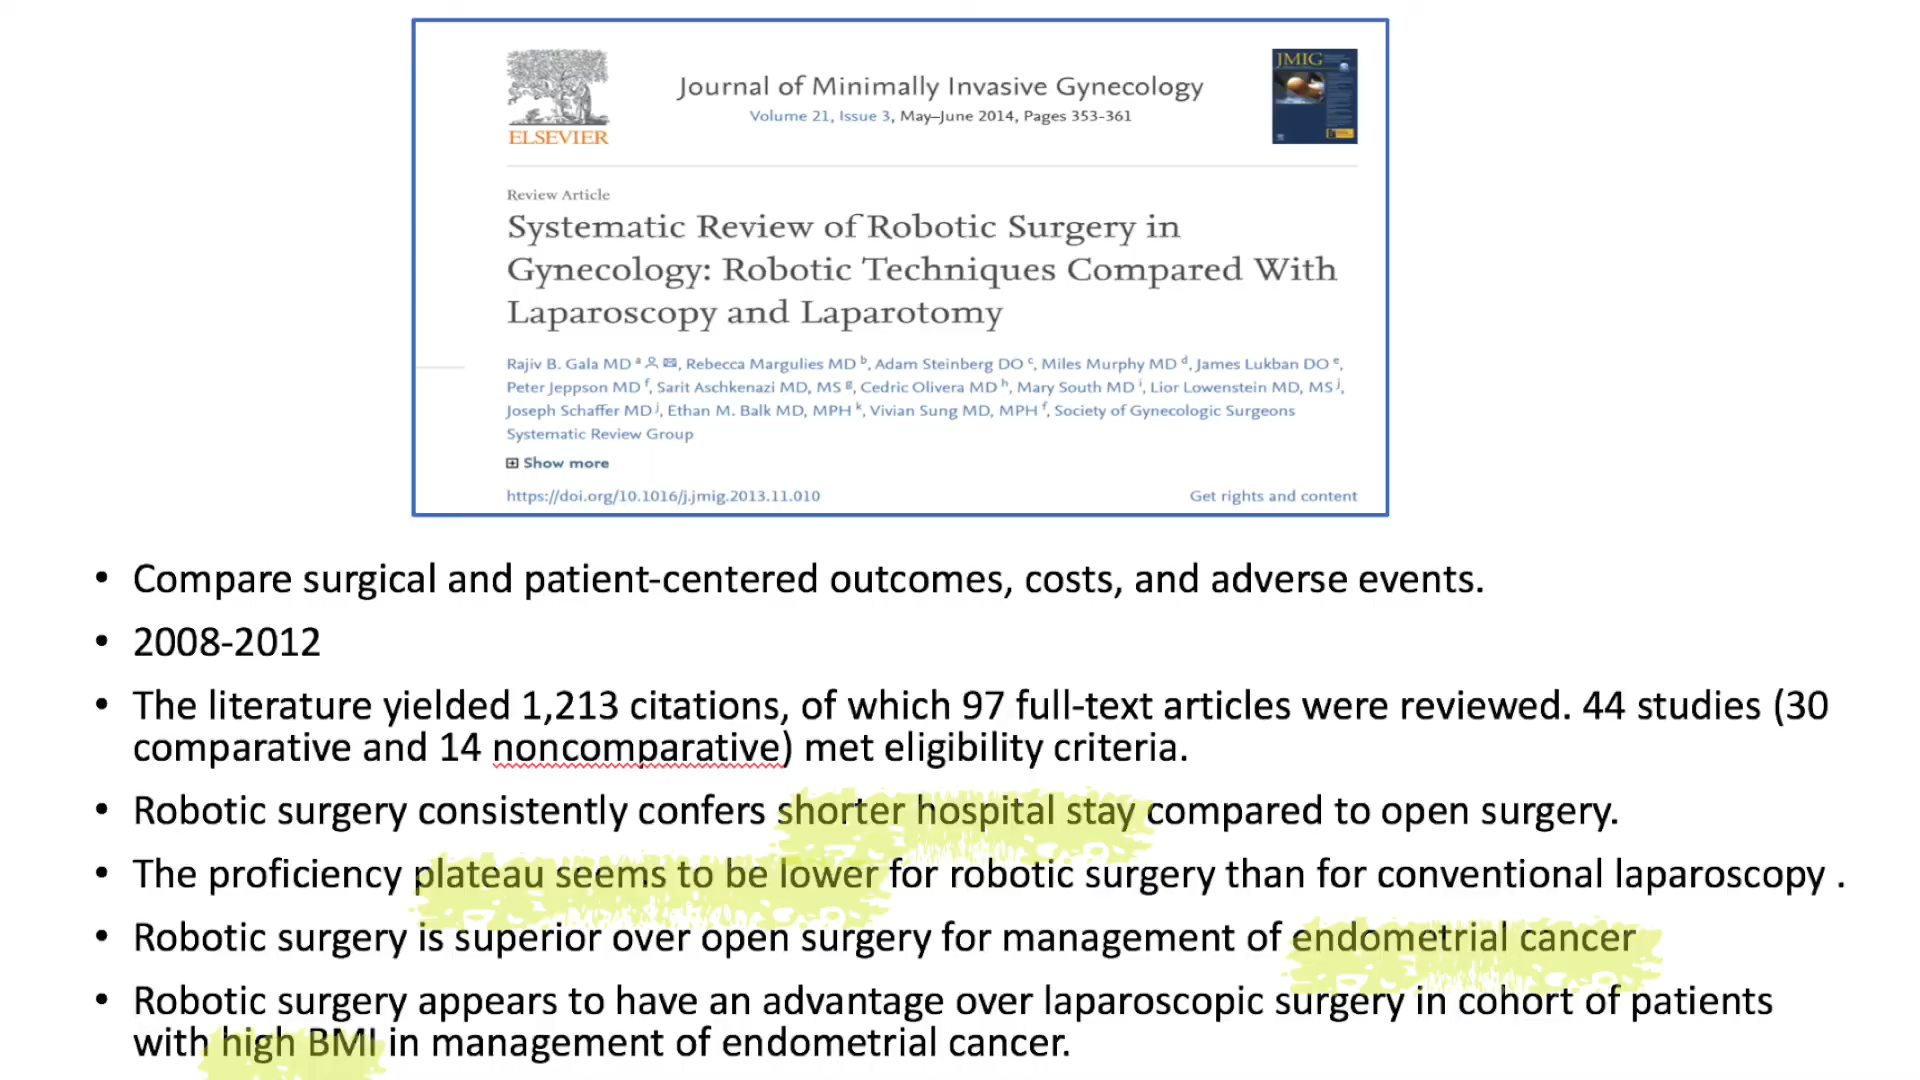 ELSEVIER
Journal of Minimally Invasive Gynecology
Volume 21, Issue 3, May–June 2014, Pages 353-361
JMIG
Review Article
Systematic Review of Robotic Surgery in
Gynecology: Robotic Techniques Compared With
Laparoscopy and Laparotomy
Rajiv B. Gala MD a, Rebecca Margulies MD b, Adam Steinberg DO c, Miles Murphy MD d, James Lukban DO e,
Peter Jeppson MD f, Sarit Aschkenazi MD, MS g, Cedric Olivera MD h, Mary South MD i, Lior Lowenstein MD, MS j,
Joseph Schaffer MD j, Ethan M. Balk MD, MPH k, Vivian Sung MD, MPH f, Society of Gynecologic Surgeons
Systematic Review Group
Show more
https://doi.org/10.1016/j.jmig.2013.11.010 Get rights and content
• Compare surgical and patient-centered outcomes, costs, and adverse events.
• 2008-2012
• The literature yielded 1,213 citations, of which 97 full-text articles were reviewed. 44 studies (30
comparative and 14 noncomparative) met eligibility criteria.
• Robotic surgery consistently confers shorter hospital stay compared to open surgery.
• The proficiency plateau seems to be lower for robotic surgery than for conventional laparoscopy .
• Robotic surgery is superior over open surgery for management of endometrial cancer
• Robotic surgery appears to have an advantage over laparoscopic surgery in cohort of patients
with high BMI in management of endometrial cancer.